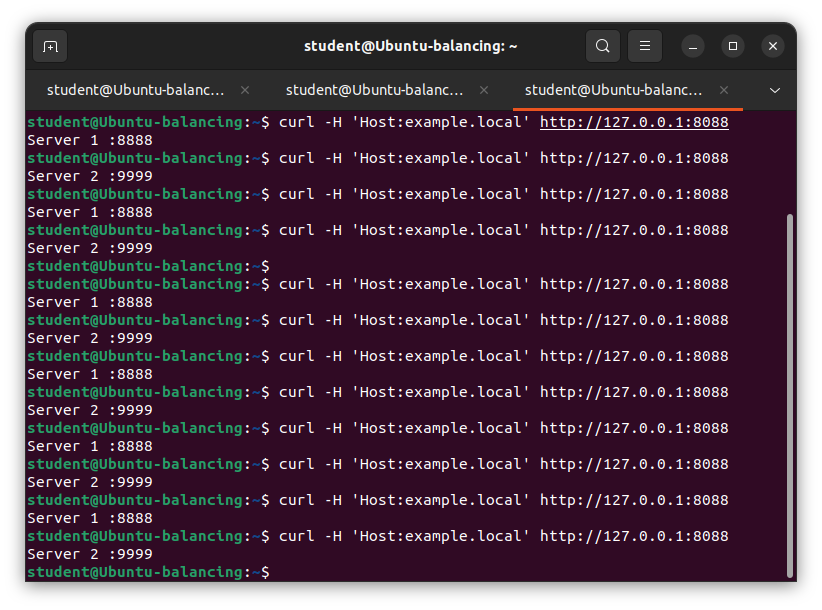 student@Ubuntu-balancing: ~
student@Ubuntu-balanc... student@Ubuntu-balanc... student@Ubuntu-balanc...
student@Ubuntu-balancing:~$ curl -H 'Host:example.local' http://127.0.0.1:8088
Server 1 :8888
student@Ubuntu-balancing:~$ curl -H 'Host:example.local' http://127.0.0.1:8088
Server 2 :9999
student@Ubuntu-balancing:~$ curl -H 'Host:example.local' http://127.0.0.1:8088
Server 1 :8888
student@Ubuntu-balancing:~$ curl -H 'Host:example.local' http://127.0.0.1:8088
Server 2 :9999
student@Ubuntu-balancing:~$
student@Ubuntu-balancing:~$ curl -H 'Host:example.local' http://127.0.0.1:8088
Server 1 :8888
student@Ubuntu-balancing:~$ curl -H 'Host:example.local' http://127.0.0.1:8088
Server 2 :9999
student@Ubuntu-balancing:~$ curl -H 'Host:example.local' http://127.0.0.1:8088
Server 1 :8888
student@Ubuntu-balancing:~$ curl -H 'Host:example.local' http://127.0.0.1:8088
Server 2 :9999
student@Ubuntu-balancing:~$ curl -H 'Host:example.local' http://127.0.0.1:8088
Server 1 :8888
student@Ubuntu-balancing:~$ curl -H 'Host:example.local' http://127.0.0.1:8088
Server 2 :9999
student@Ubuntu-balancing:~$ curl -H 'Host:example.local' http://127.0.0.1:8088
Server 1 :8888
student@Ubuntu-balancing:~$ curl -H 'Host:example.local' http://127.0.0.1:8088
Server 2 :9999
student@Ubuntu-balancing:~$